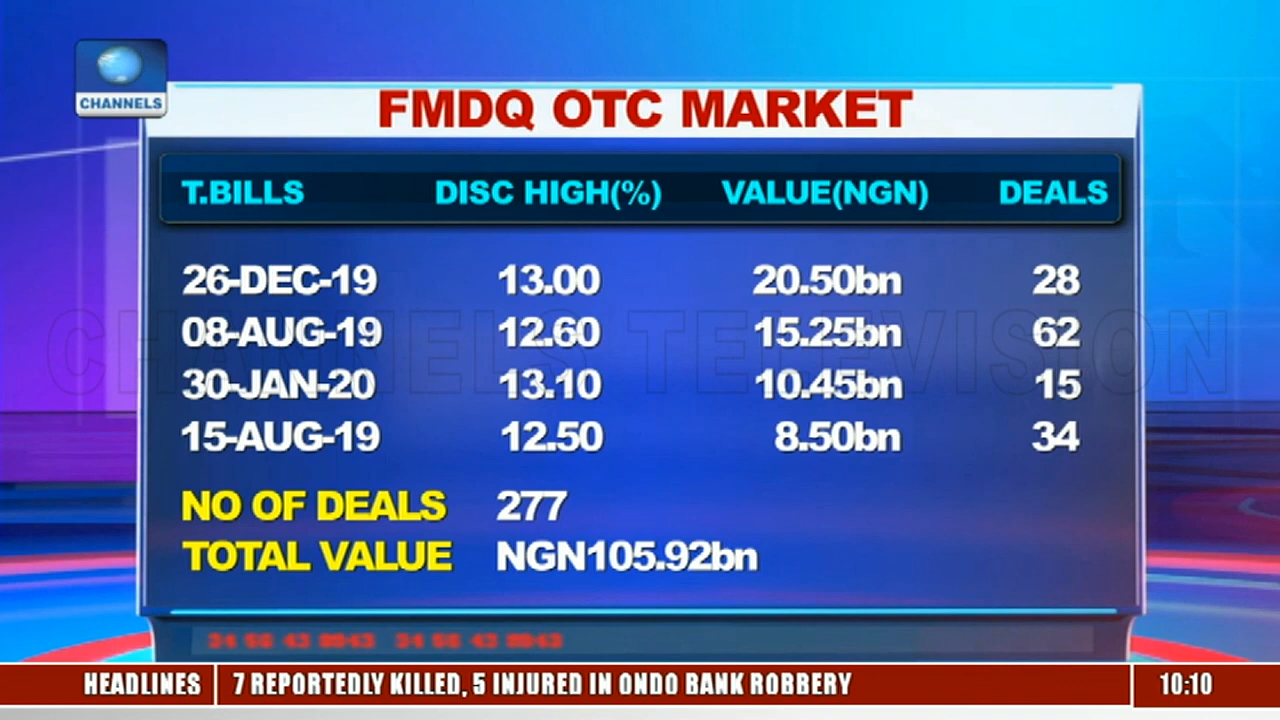 CHANNELS
FMDQ OTC MARKET
T.BILLS DISC HIGH(%) VALUE(NGN) DEALS
26-DEC-19 13.00 20.50bn 28
08-AUG-19 12.60 15.25bn 62
30-JAN-20 13.10 10.45bn 15
15-AUG-19 12.50 8.50bn 34
CHANNELS TELEVISION
NO OF DEALS 277
TOTAL VALUE NGN105.92bn
HEADLINES 7 REPORTEDLY KILLED, 5 INJURED IN ONDO BANK ROBBERY 10:10